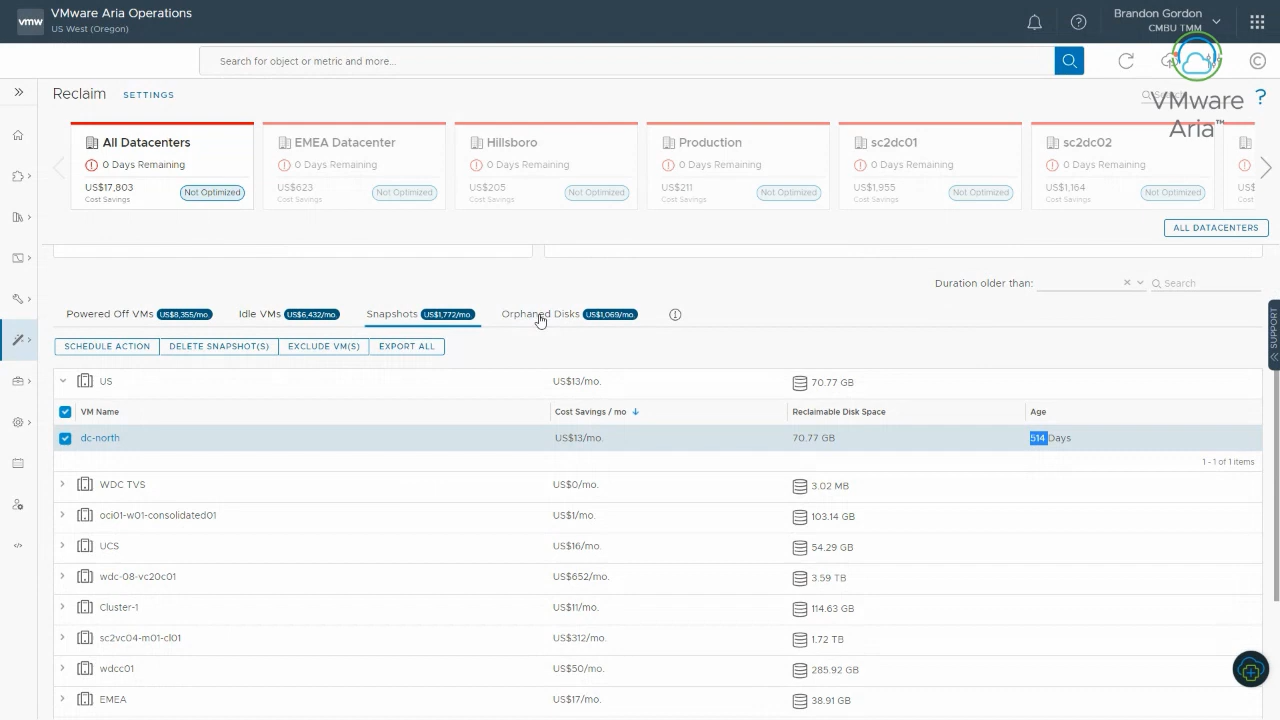 vmw
VMware Aria Operations
US West (Oregon)
Brandon Gordon
CMBU TMM
Search for object or metric and more...
Reclaim
SETTINGS
VMware
Aria™
All Datacenters
0 Days Remaining
US$17,803
Cost Savings
Not Optimized
EMEA Datacenter
0 Days Remaining
US$623
Cost Savings
Not Optimized
Hillsboro
0 Days Remaining
US$205
Cost Savings
Not Optimized
Production
0 Days Remaining
US$211
Cost Savings
Not Optimized
sc2dc01
0 Days Remaining
US$1,955
Cost Savings
Not Optimized
sc2dc02
0 Days Remaining
US$1,164
Cost Savings
Not Optimized
ALL DATACENTERS
Duration older than:
Search
Powered Off VMs US$8,355/mo
Idle VMs US$6,432/mo
Snapshots US$1,772/mo
Orphaned Disks US$1,069/mo
SUPPORT
SCHEDULE ACTION
DELETE SNAPSHOT(S)
EXCLUDE VM(S)
EXPORT ALL
US US$13/mo. 70.77 GB
VM Name Cost Savings / mo Reclaimable Disk Space Age
dc-north US$13/mo. 70.77 GB 514 Days
1 - 1 of 1 items
WDC TVS US$0/mo. 3.02 MB
oci01-w01-consolidated01 US$1/mo. 103.14 GB
UCS US$16/mo. 54.29 GB
wdc-08-vc20c01 US$652/mo. 3.59 TB
Cluster-1 US$11/mo. 114.63 GB
sc2vc04-m01-cl01 US$312/mo. 1.72 TB
wdcc01 US$50/mo. 285.92 GB
EMEA US$17/mo. 38.91 GB